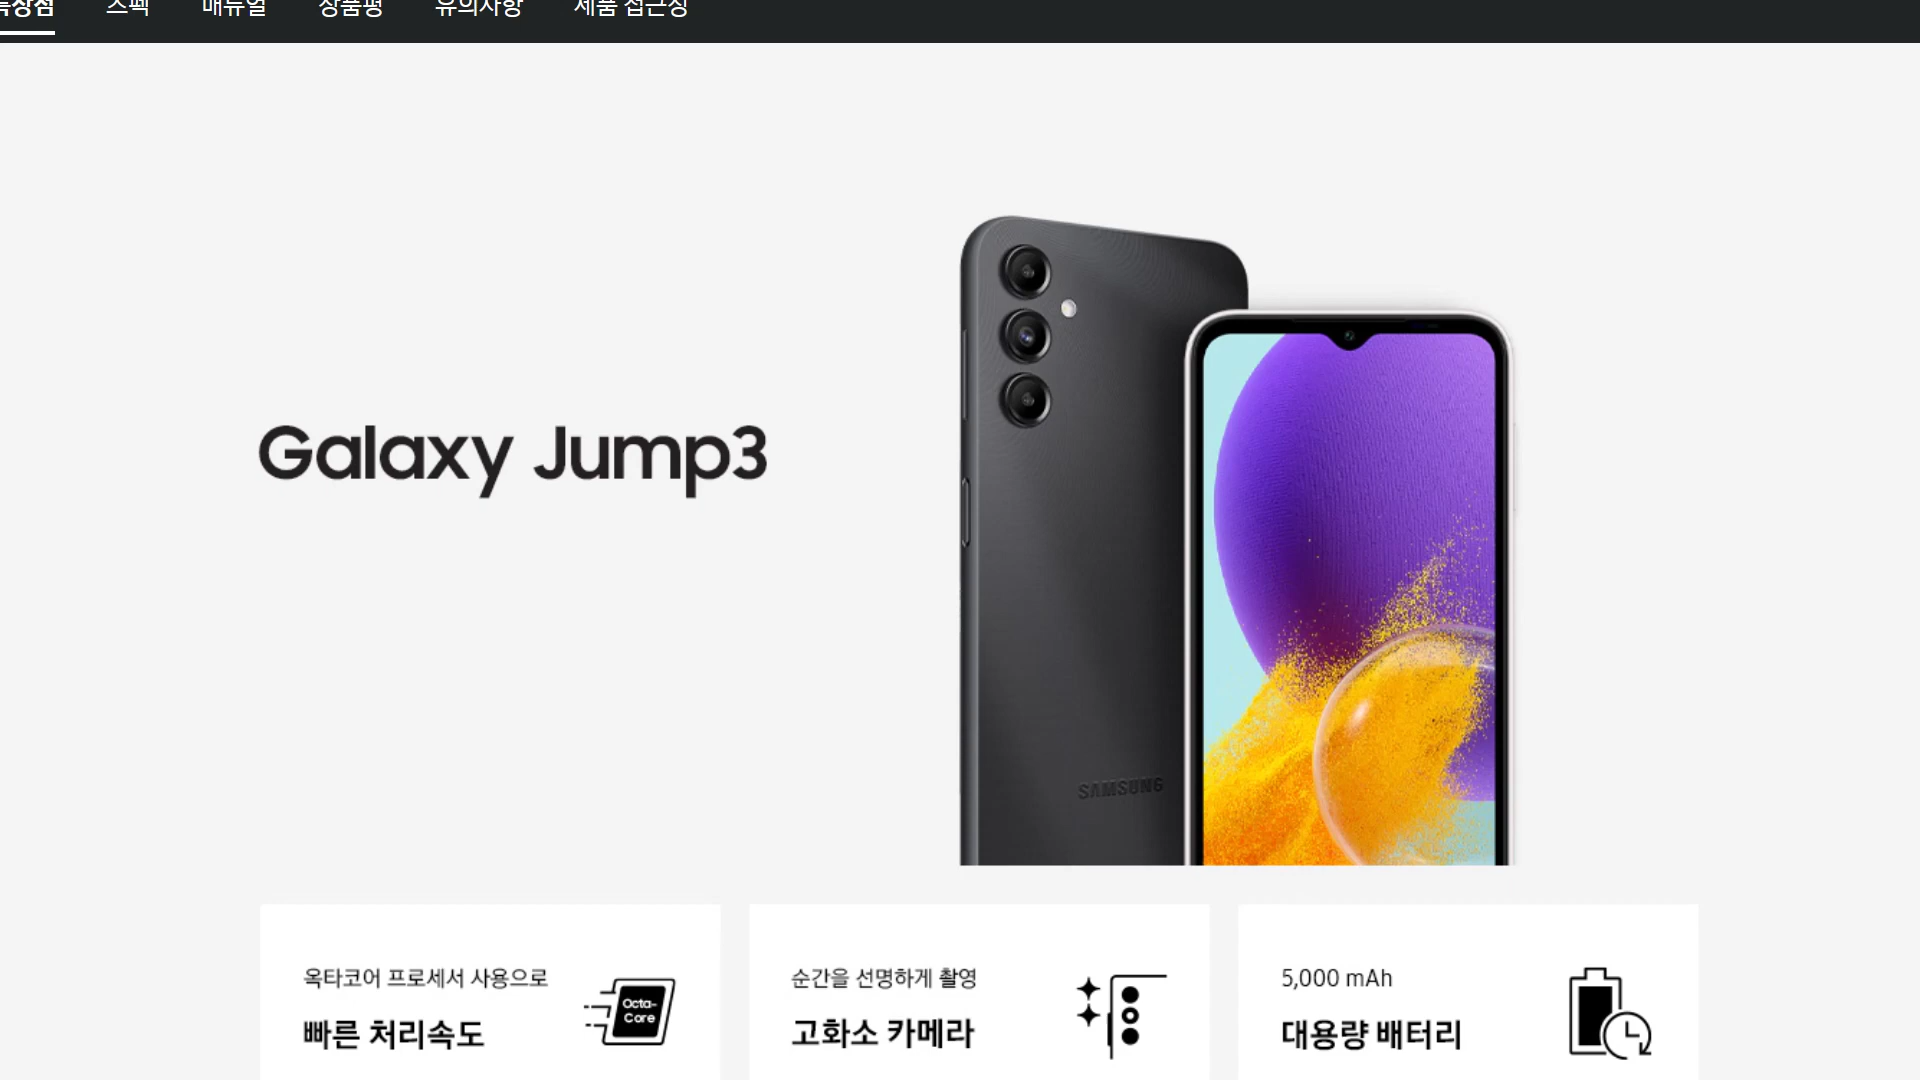 특장점 스펙 매뉴얼 상품평 유의사항 제품 접근성
Galaxy Jump3
SAMSUNG
옥타코어 프로세서 사용으로
빠른 처리속도
Octa-
Core
순간을 선명하게 촬영
고화소 카메라
5,000 mAh
대용량 배터리